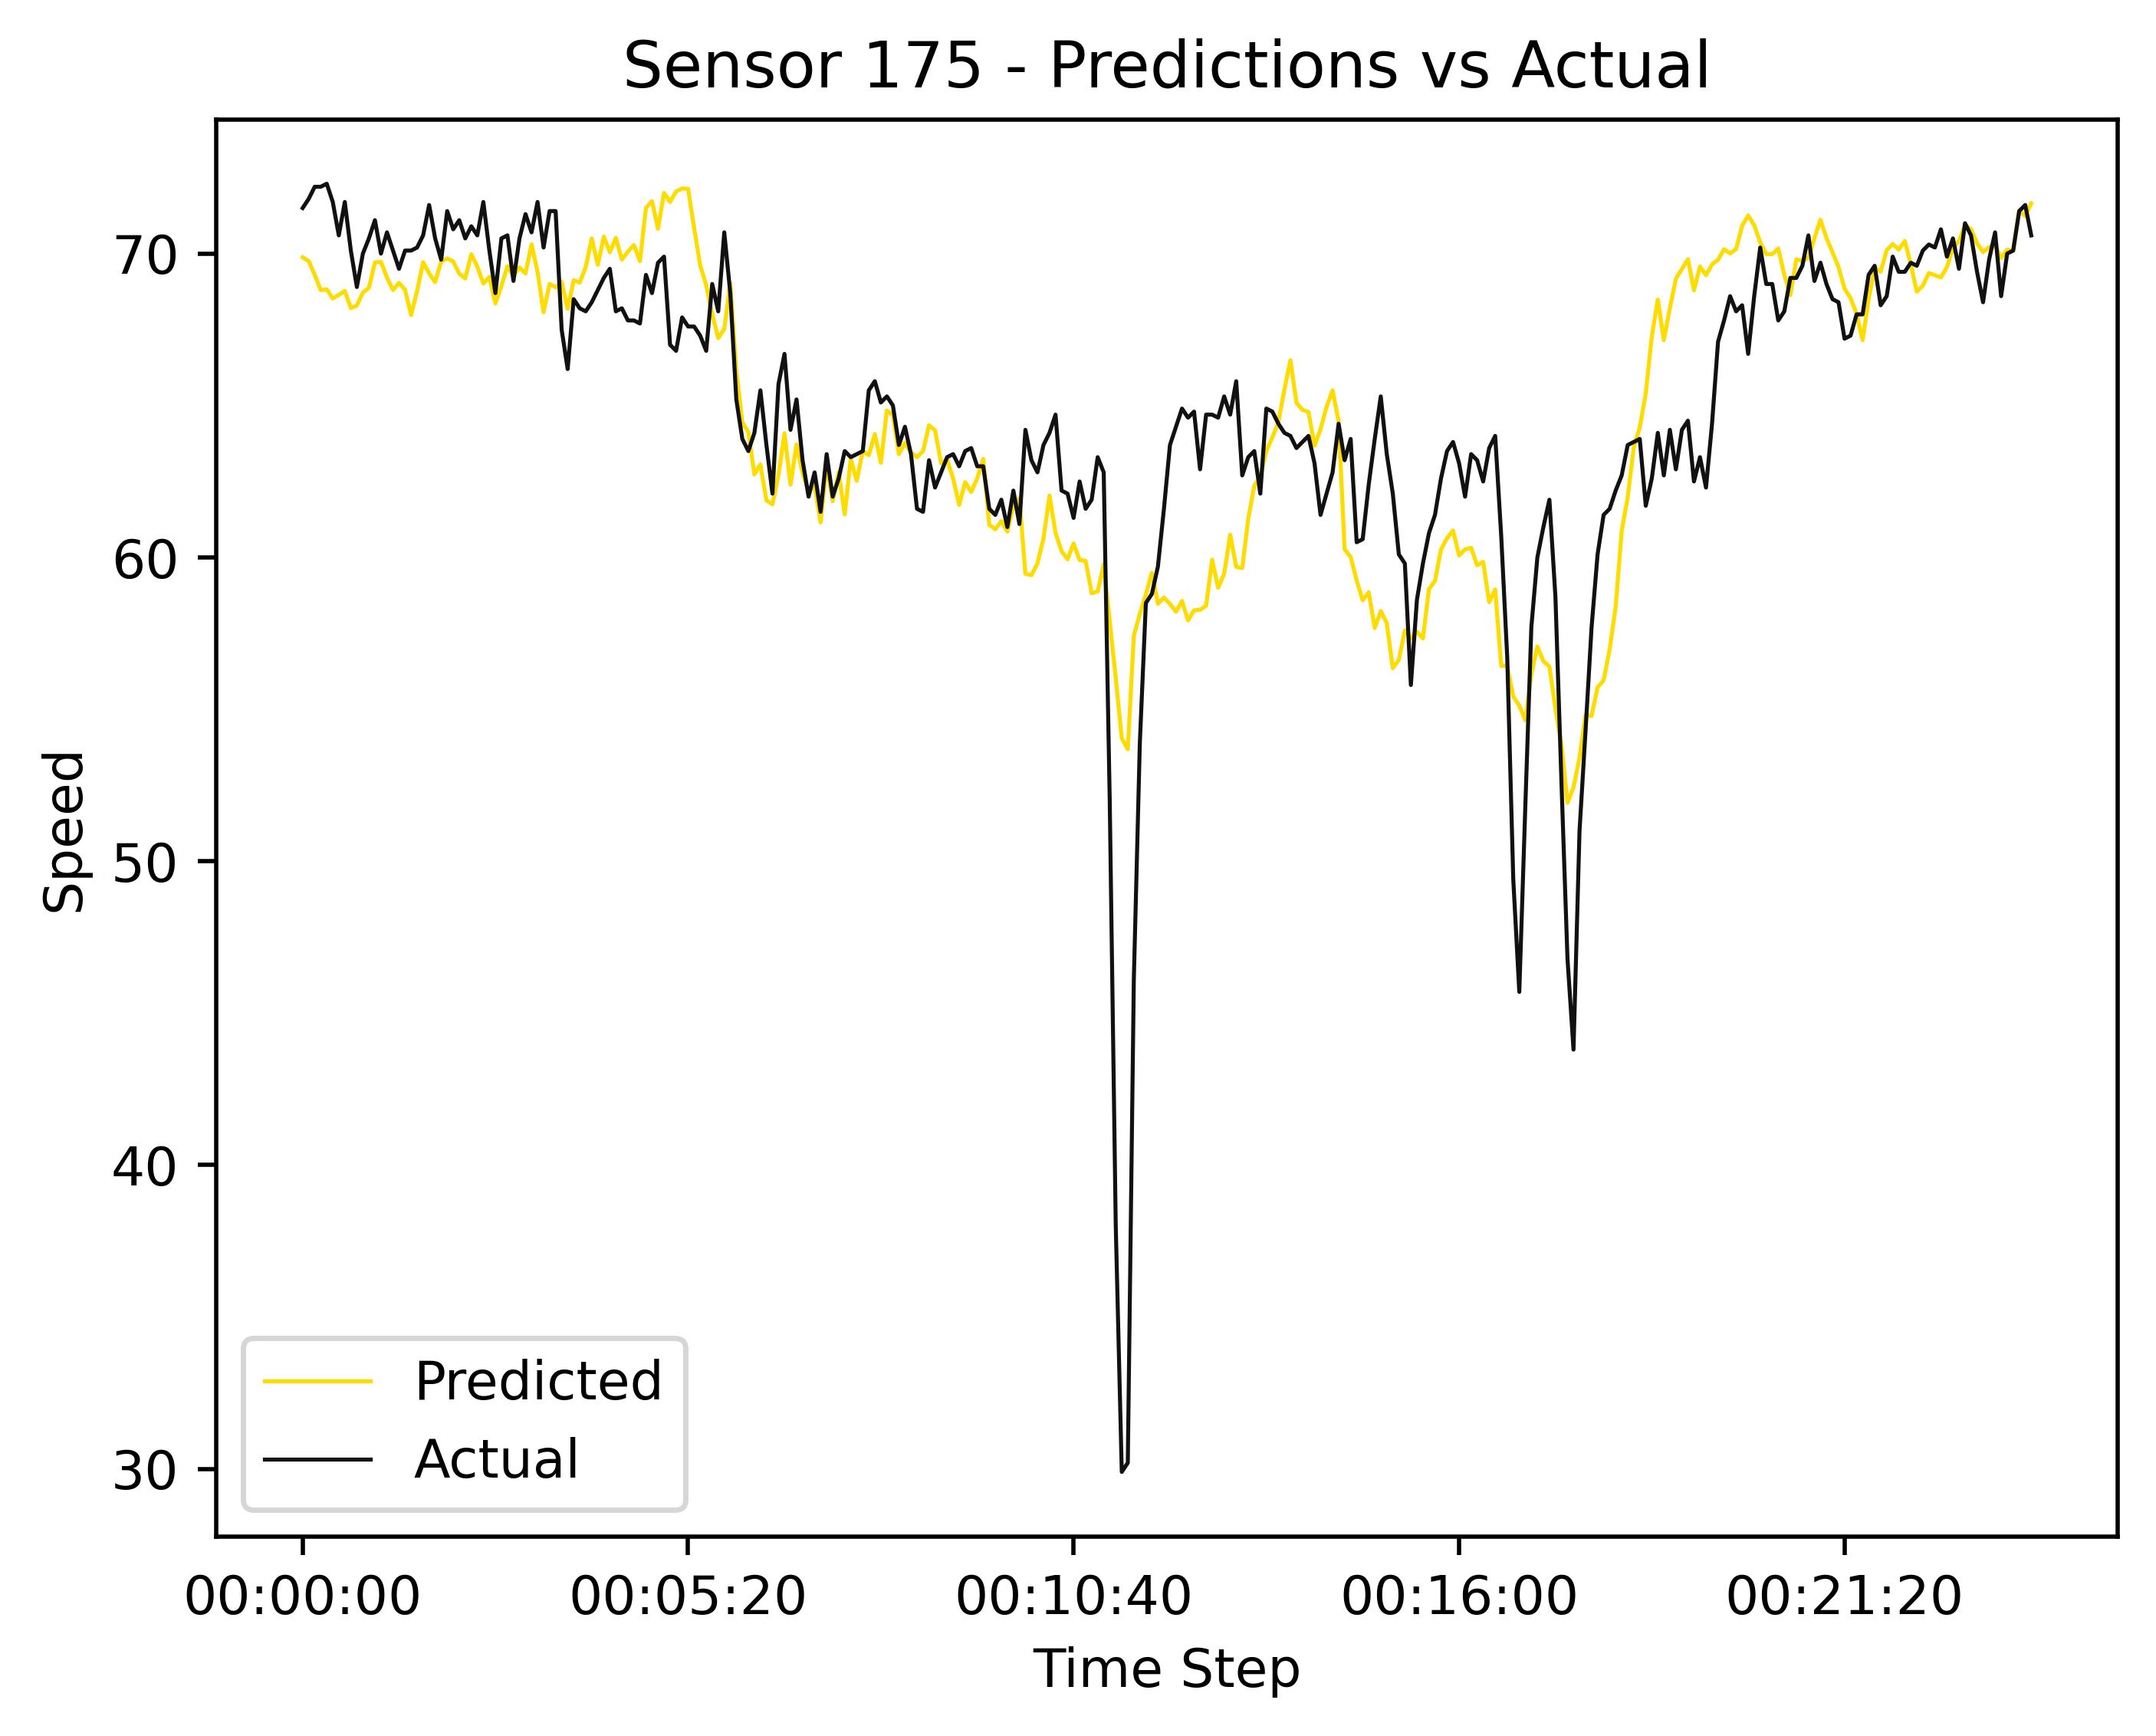 Sensor 175 - Predictions vs Actual
70
60
50
40
30
Speed
Predicted
Actual
00:00:00 00:05:20 00:10:40 00:16:00 00:21:20
Time Step